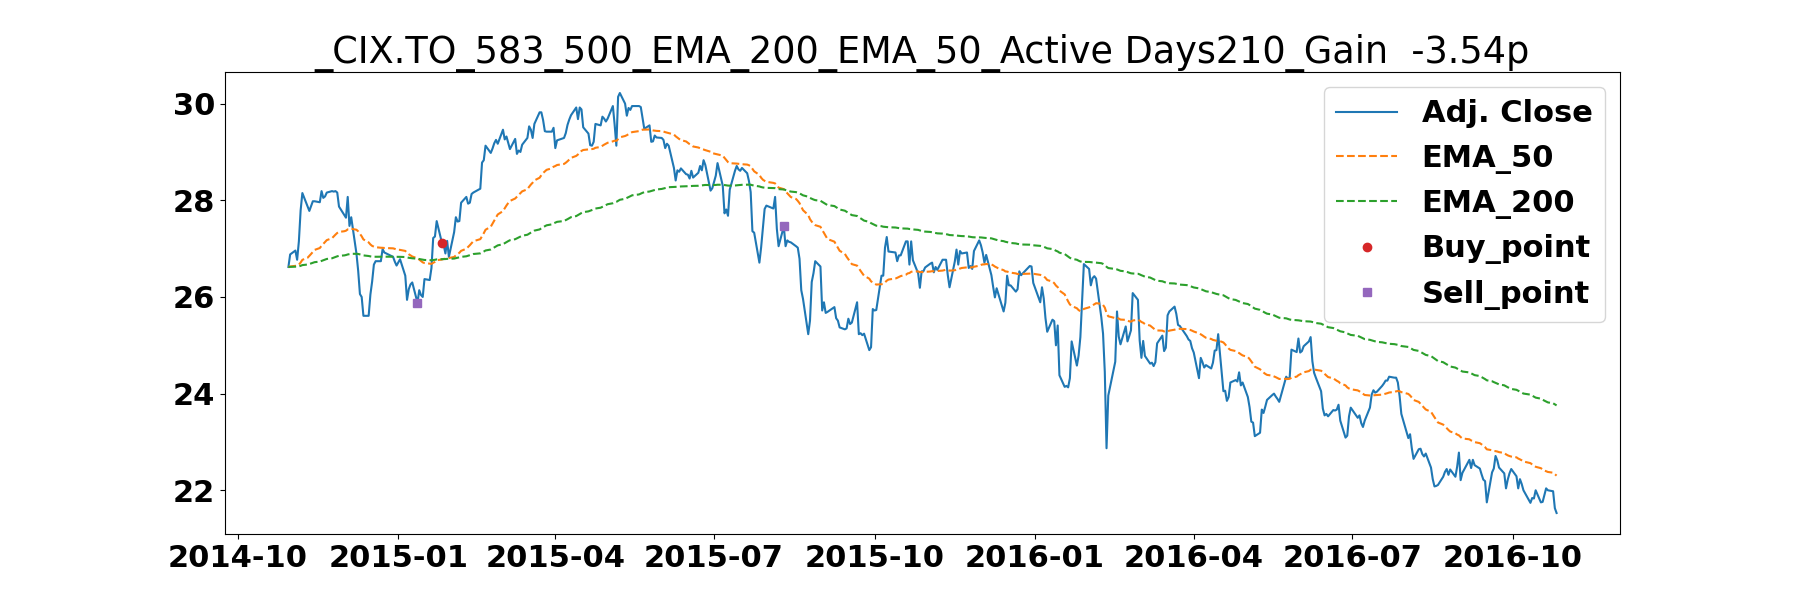 _CIX.TO_583_500_EMA_200_EMA_50_Active Days210_Gain  -3.54p
30
28
26
24
22
Adj. Close
EMA_50
EMA_200
Buy_point
Sell_point
2014-10 2015-01 2015-04 2015-07 2015-10 2016-01 2016-04 2016-07 2016-10